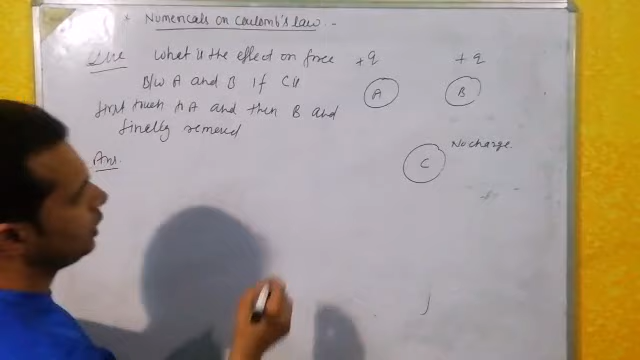 * Numericals on Coulomb's law :-
Que What is the effect on force
B/w A and B if C is
first touch to A and then B and
finally removed
Ans.
+q +q
A B
No charge.
C